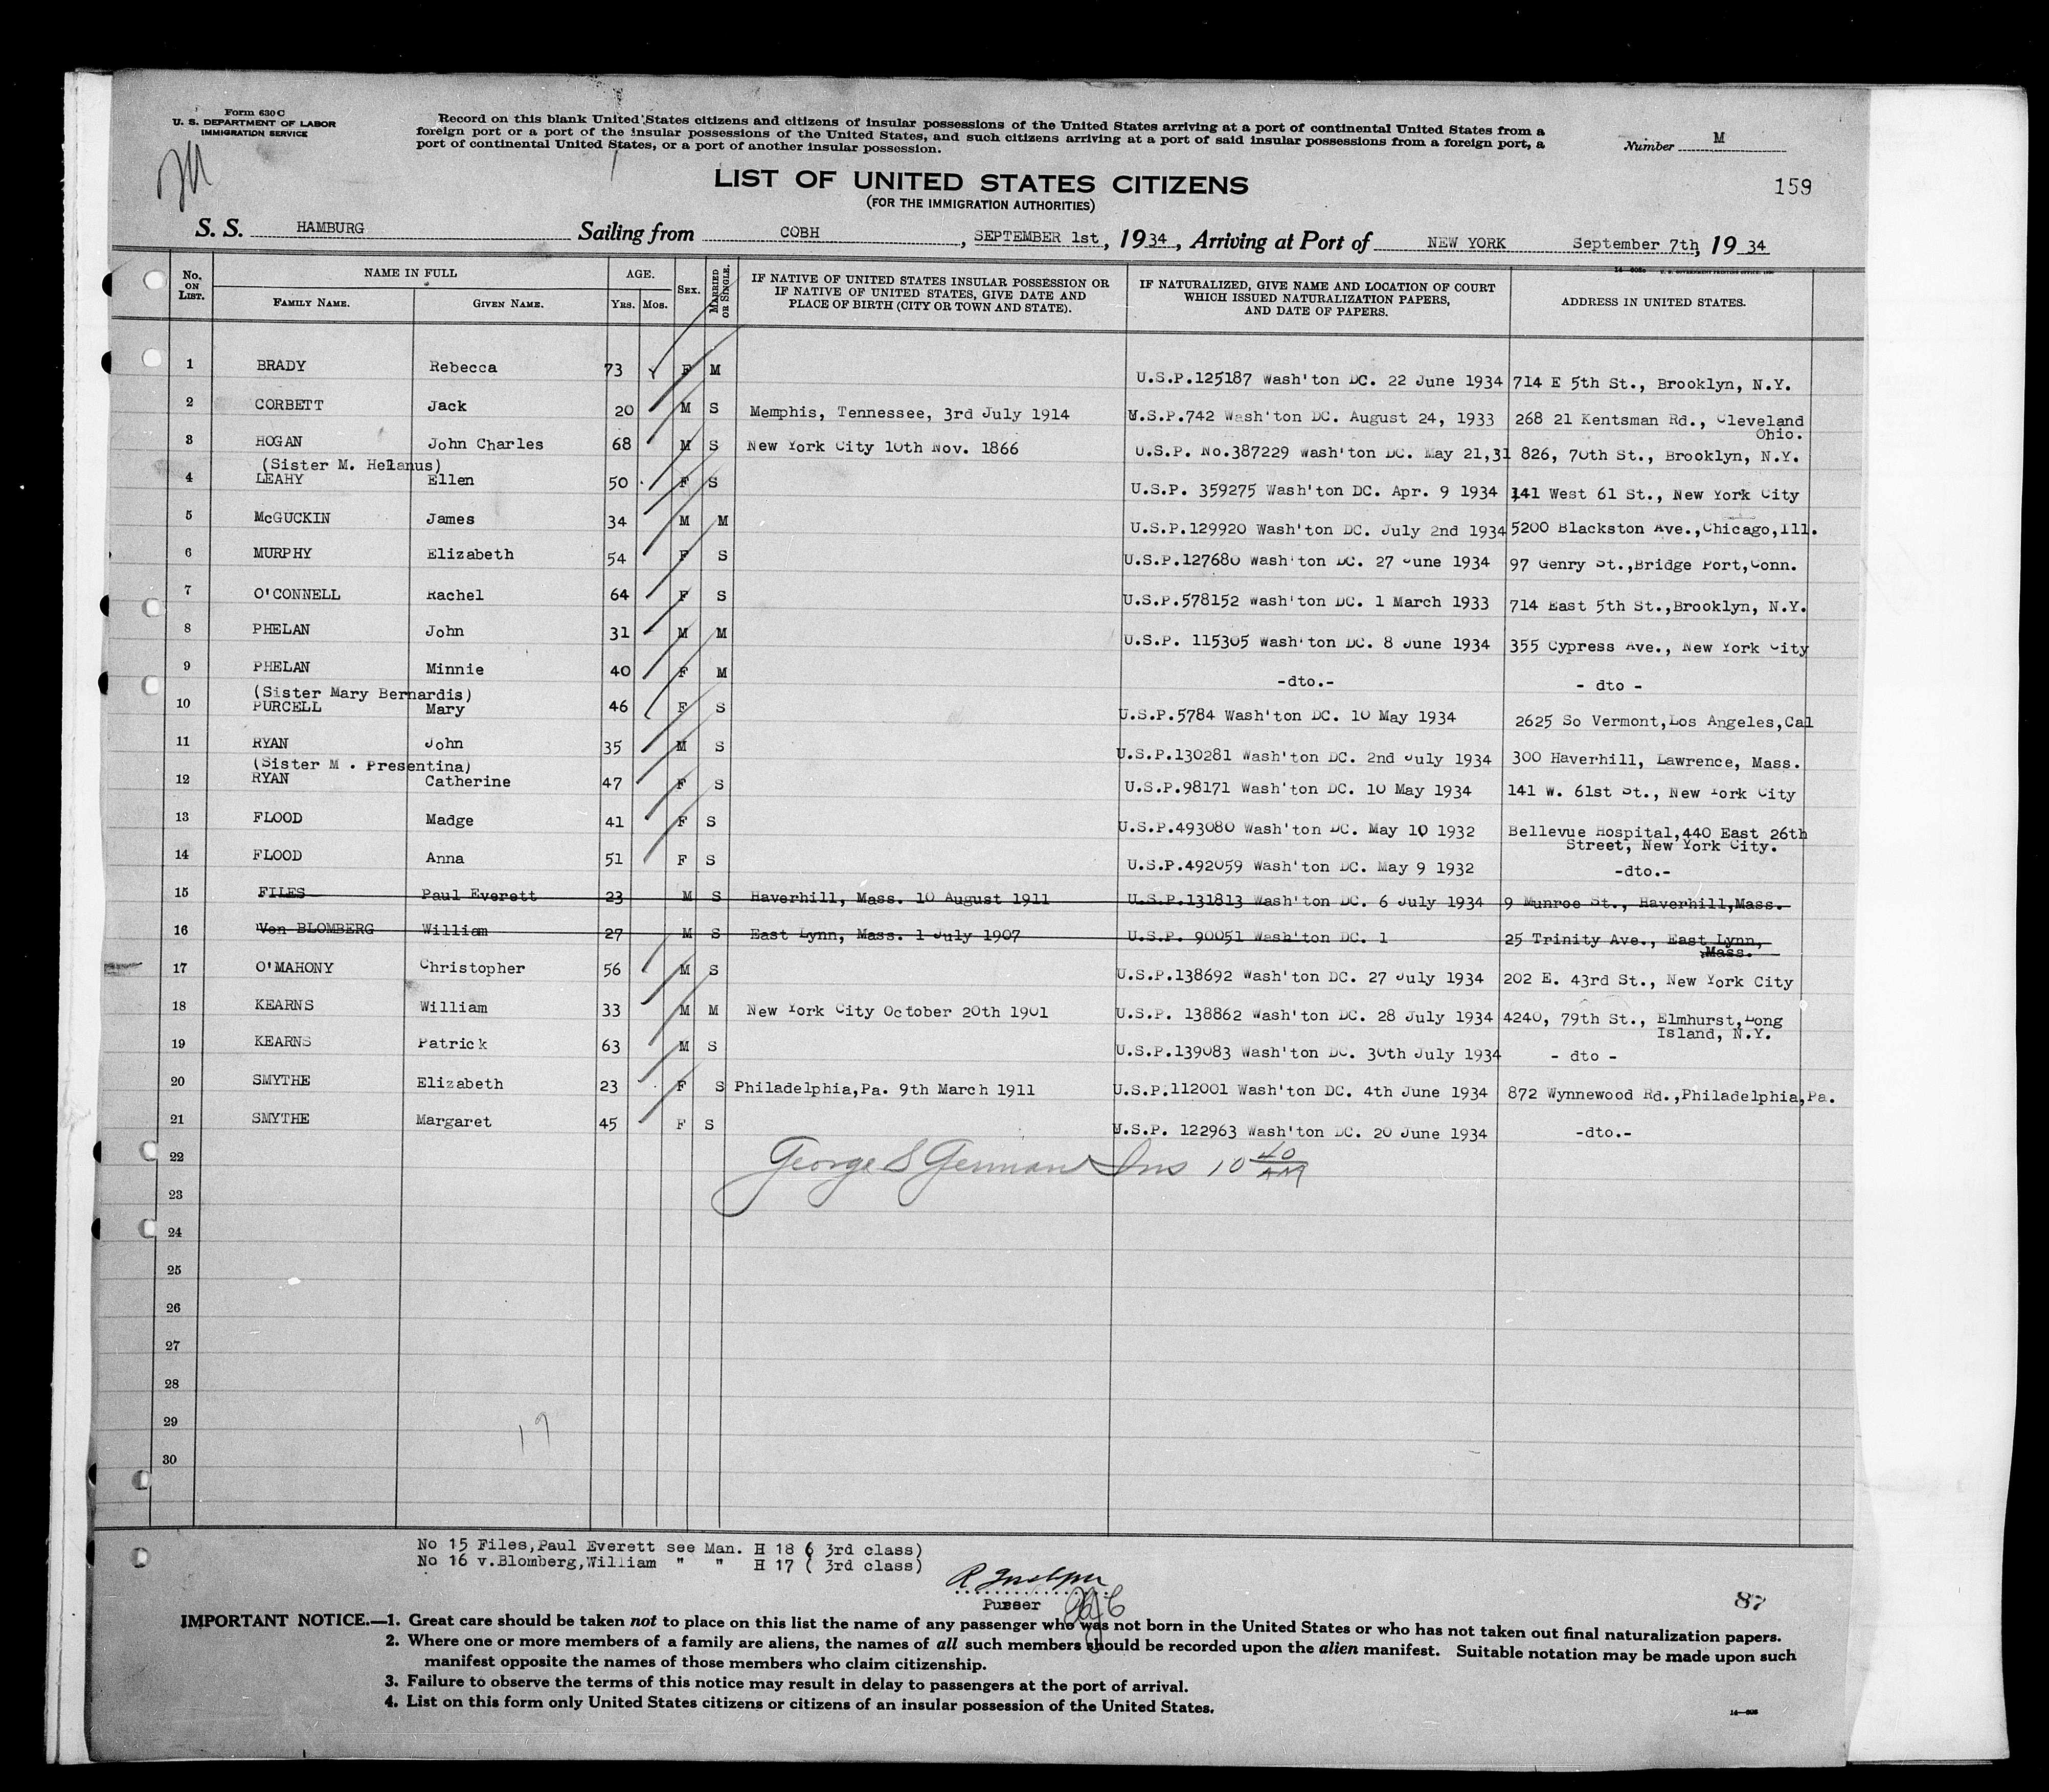 Form 630 C
U. S. DEPARTMENT OF LABOR
IMMIGRATION SERVICE
Record on this blank United States citizens and citizens of insular possessions of the United States arriving at a port of continental United States from a
foreign port or a port of the insular possessions of the United States, and such citizens arriving at a port of said insular possessions from a foreign port, a
port of continental United States, or a port of another insular possession.
Number M
LIST OF UNITED STATES CITIZENS
159
(FOR THE IMMIGRATION AUTHORITIES)
S. S. HAMBURG Sailing from COBH, SEPTEMBER 1st, 1934, Arriving at Port of NEW YORK September 7th, 1934
No. ON LIST. NAME IN FULL FAMILY NAME. GIVEN NAME. AGE. YRS. MOS. SEX. MARRIED OR SINGLE. IF NATIVE OF UNITED STATES INSULAR POSSESSION OR IF NATIVE OF UNITED STATES, GIVE DATE AND PLACE OF BIRTH (CITY OR TOWN AND STATE). IF NATURALIZED, GIVE NAME AND LOCATION OF COURT WHICH ISSUED NATURALIZATION PAPERS, AND DATE OF PAPERS. ADDRESS IN UNITED STATES.
1 BRADY Rebecca 73 F M U.S.P.125187 Wash'ton DC. 22 June 1934 714 E 5th St., Brooklyn, N.Y.
2 CORBETT Jack 20 M S Memphis, Tennessee, 3rd July 1914 U.S.P.742 Wash'ton DC. August 24, 1933 268 21 Kentsman Rd., Cleveland
Ohio.
3 HOGAN John Charles 68 M S New York City 10th Nov. 1866 U.S.P. No.387229 Wash'ton DC. May 21,31 826, 70th St., Brooklyn, N.Y.
(Sister M. Helanus)
4 LEAHY Ellen 50 F S U.S.P. 359275 Wash'ton DC. Apr. 9 1934 141 West 61 St., New York City
5 McGUCKIN James 34 M M U.S.P.129920 Wash'ton DC. July 2nd 1934 5200 Blackston Ave.,Chicago,Ill.
6 MURPHY Elizabeth 54 F S U.S.P.127680 Wash'ton DC. 27 June 1934 97 Genry St.,Bridge Port,Conn.
7 O'CONNELL Rachel 64 F S U.S.P.578152 Wash'ton DC. 1 March 1933 714 East 5th St.,Brooklyn, N.Y.
8 PHELAN John 31 M M U.S.P. 115305 Wash'ton DC. 8 June 1934 355 Cypress Ave., New York City
9 PHELAN Minnie 40 F M -dto.- - dto -
(Sister Mary Bernardis)
10 PURCELL Mary 46 F S U.S.P.5784 Wash'ton DC. 10 May 1934 2625 So Vermont,Los Angeles,Cal
11 RYAN John 35 M S U.S.P.130281 Wash'ton DC. 2nd July 1934 300 Haverhill, Lawrence, Mass.
(Sister M . Presentina)
12 RYAN Catherine 47 F S U.S.P.98171 Wash'ton DC. 10 May 1934 141 W. 61st St., New York City
13 FLOOD Madge 41 F S U.S.P.493080 Wash'ton DC. May 10 1932 Bellevue Hospital,440 East 26th
Street, New York City.
14 FLOOD Anna 51 F S U.S.P.492059 Wash'ton DC. May 9 1932 -dto.-
15 FILES Paul Everett 23 M S Haverhill, Mass. 10 August 1911 U.S.P.131813 Wash'ton DC. 6 July 1934 9 Munroe St., Haverhill,Mass.
16 Von BLOMBERG William 27 M S East Lynn, Mass. 1 July 1907 U.S.P. 90051 Wash'ton DC. 1 25 Trinity Ave., East Lynn,
Mass.
17 O'MAHONY Christopher 56 M S U.S.P.138692 Wash'ton DC. 27 July 1934 202 E. 43rd St., New York City
18 KEARNS William 33 M M New York City October 20th 1901 U.S.P. 138862 Wash'ton DC. 28 July 1934 4240, 79th St., Elmhurst,Long
Island, N.Y.
19 KEARNS Patrick 63 M S U.S.P.139083 Wash'ton DC. 30th July 1934 - dto -
20 SMYTHE Elizabeth 23 F S Philadelphia,Pa. 9th March 1911 U.S.P.112001 Wash'ton DC. 4th June 1934 872 Wynnewood Rd.,Philadelphia,Pa.
21 SMYTHE Margaret 45 F S U.S.P. 122963 Wash'ton DC. 20 June 1934 -dto.-
22 George S German Ins 10 40 AM
23
24
25
26
27
28
29
19
30
No 15 Files,Paul Everett see Man. H 18 ( 3rd class)
No 16 v.Blomberg,William " " H 17 ( 3rd class)
Purser
87
IMPORTANT NOTICE.—1. Great care should be taken not to place on this list the name of any passenger who was not born in the United States or who has not taken out final naturalization papers.
2. Where one or more members of a family are aliens, the names of all such members should be recorded upon the alien manifest. Suitable notation may be made upon such
manifest opposite the names of those members who claim citizenship.
3. Failure to observe the terms of this notice may result in delay to passengers at the port of arrival.
4. List on this form only United States citizens or citizens of an insular possession of the United States.